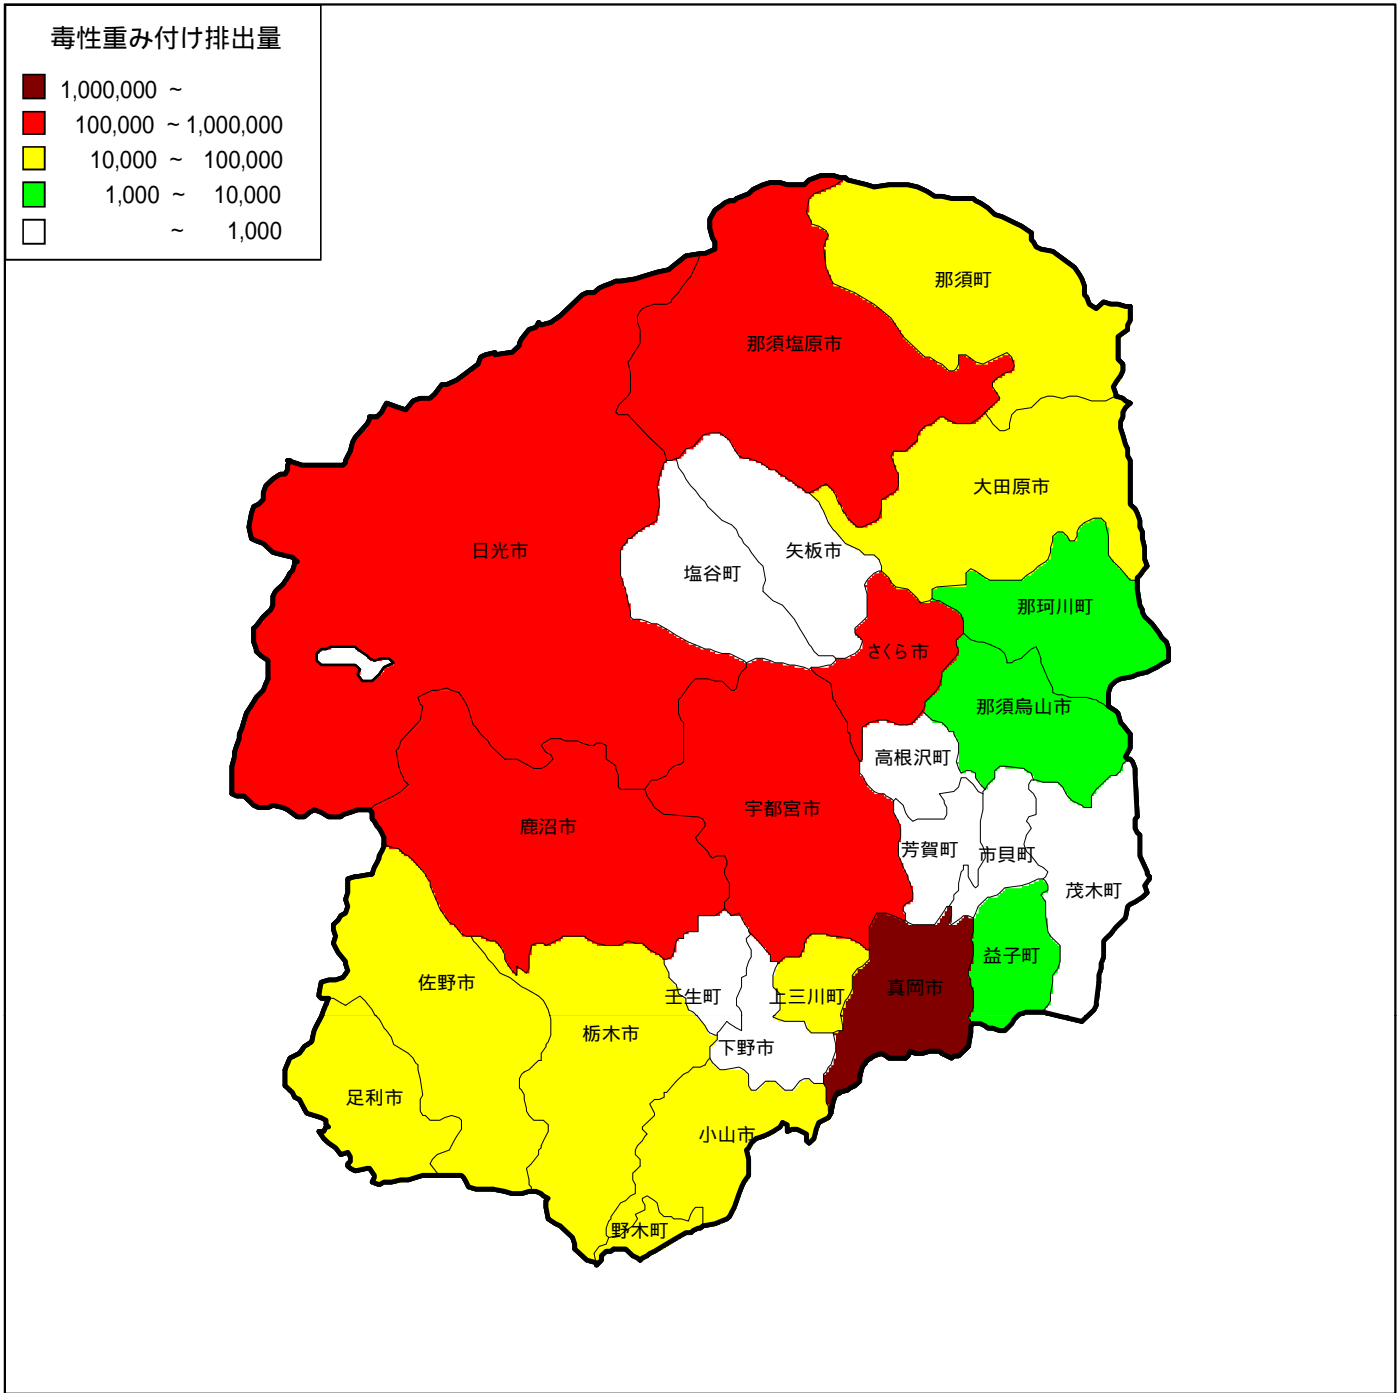 毒性重み付け排出量
1,000,000 ~
100,000 ~ 1,000,000
10,000 ~ 100,000
1,000 ~ 10,000
~ 1,000
那須町
那須塩原市
大田原市
日光市
矢板市
塩谷町
那珂川町
さくら市
那須烏山市
高根沢町
宇都宮市
鹿沼市
芳賀町
市貝町
茂木町
益子町
佐野市
真岡市
壬生町
上三川町
栃木市
下野市
足利市
小山市
野木町